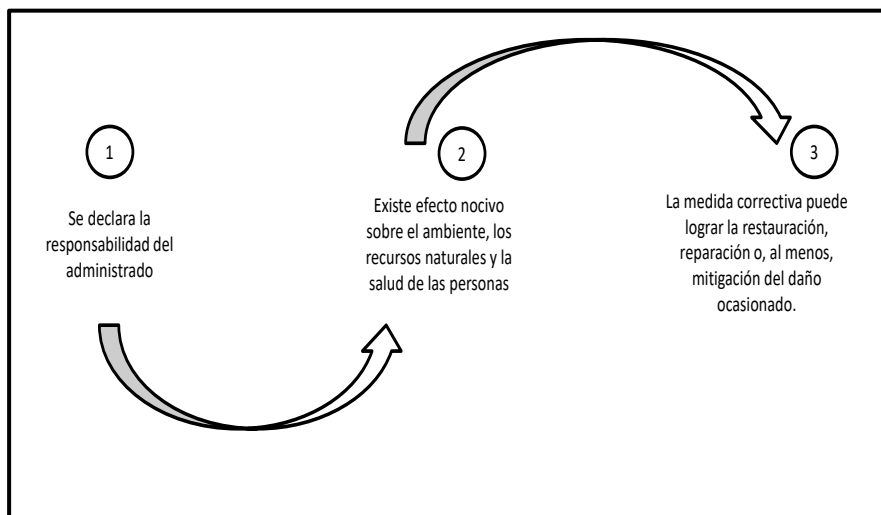 1
Se declara la
responsabilidad del
administrado
2
Existe efecto nocivo
sobre el ambiente, los
recursos naturales y la
salud de las personas
3
La medida correctiva puede
lograr la restauración,
reparación o, al menos,
mitigación del daño
ocasionado.